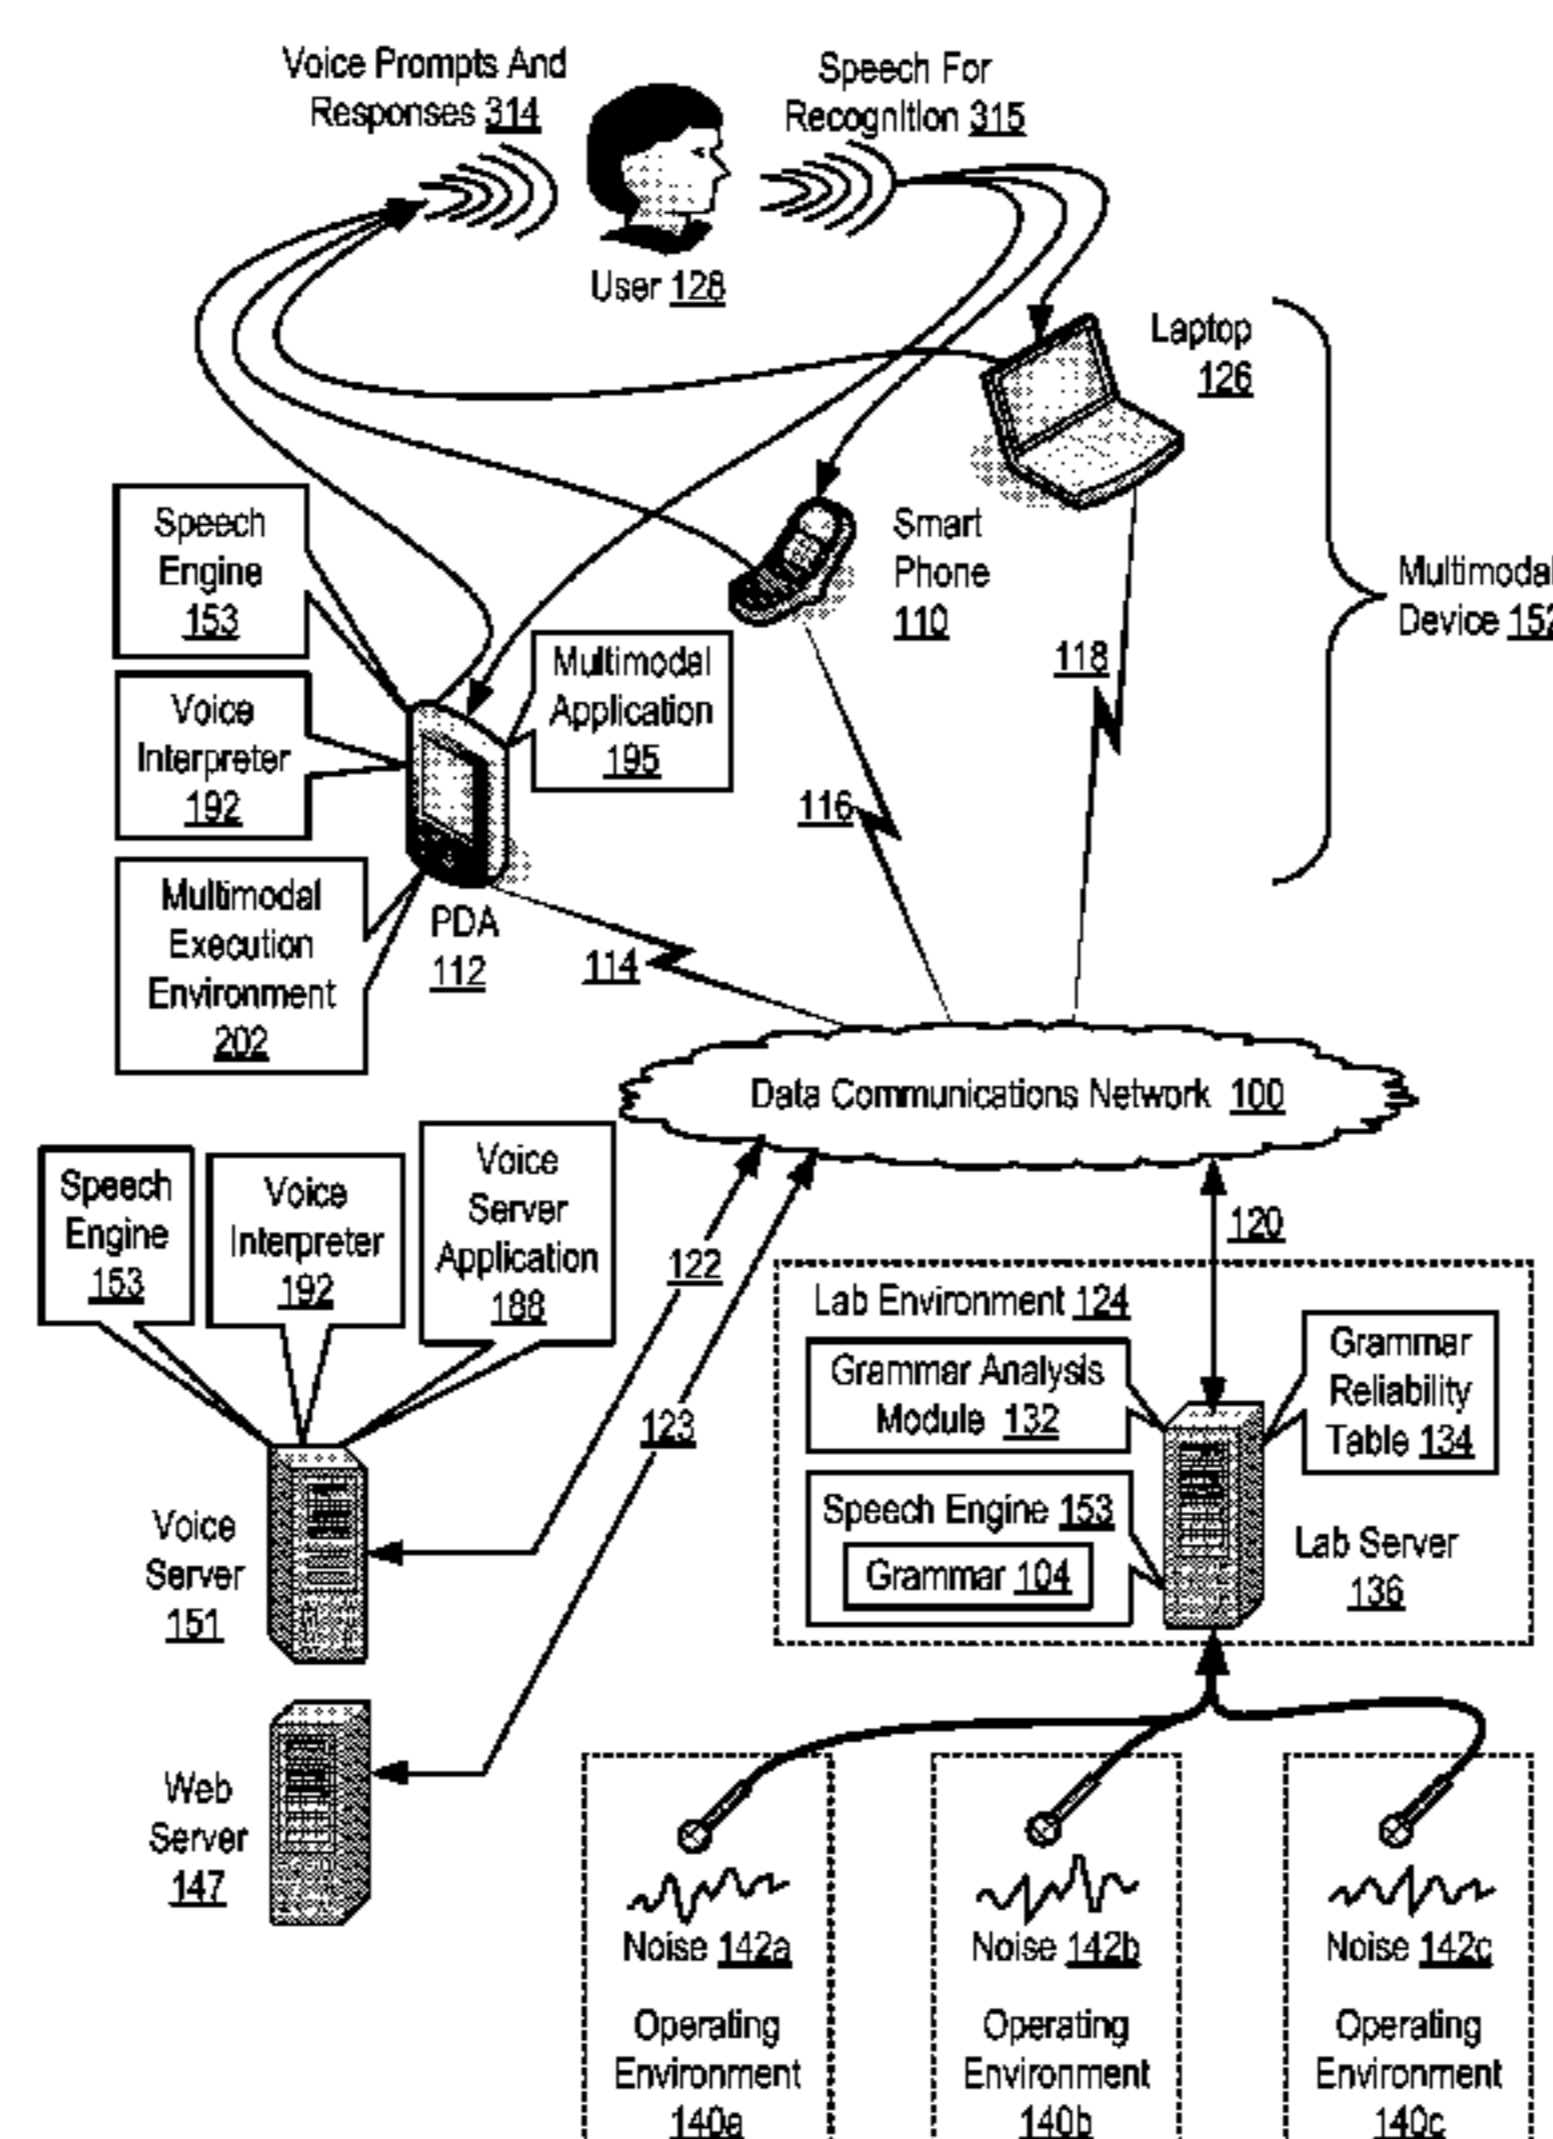 Voice Prompts And
Responses 314
Speech For
Recognition 315
User 128
Laptop
126
Speech
Engine
153
Smart
Phone
110
Multimodal
Device 152
Voice
Interpreter
192
Multimodal
Application
195
118
116
Multimodal
Execution
Environment
202
PDA
112
114
Data Communications Network 100
Speech
Engine
153
Voice
Interpreter
192
Voice
Server
Application
188
122
120
123
Lab Environment 124
Grammar Analysis
Module 132
Grammar
Reliability
Table 134
Speech Engine 153
Grammar 104
Lab Server
136
Voice
Server
151
Web
Server
147
Noise 142a
Noise 142b
Noise 142c
Operating
Environment
140a
Operating
Environment
140b
Operating
Environment
140c